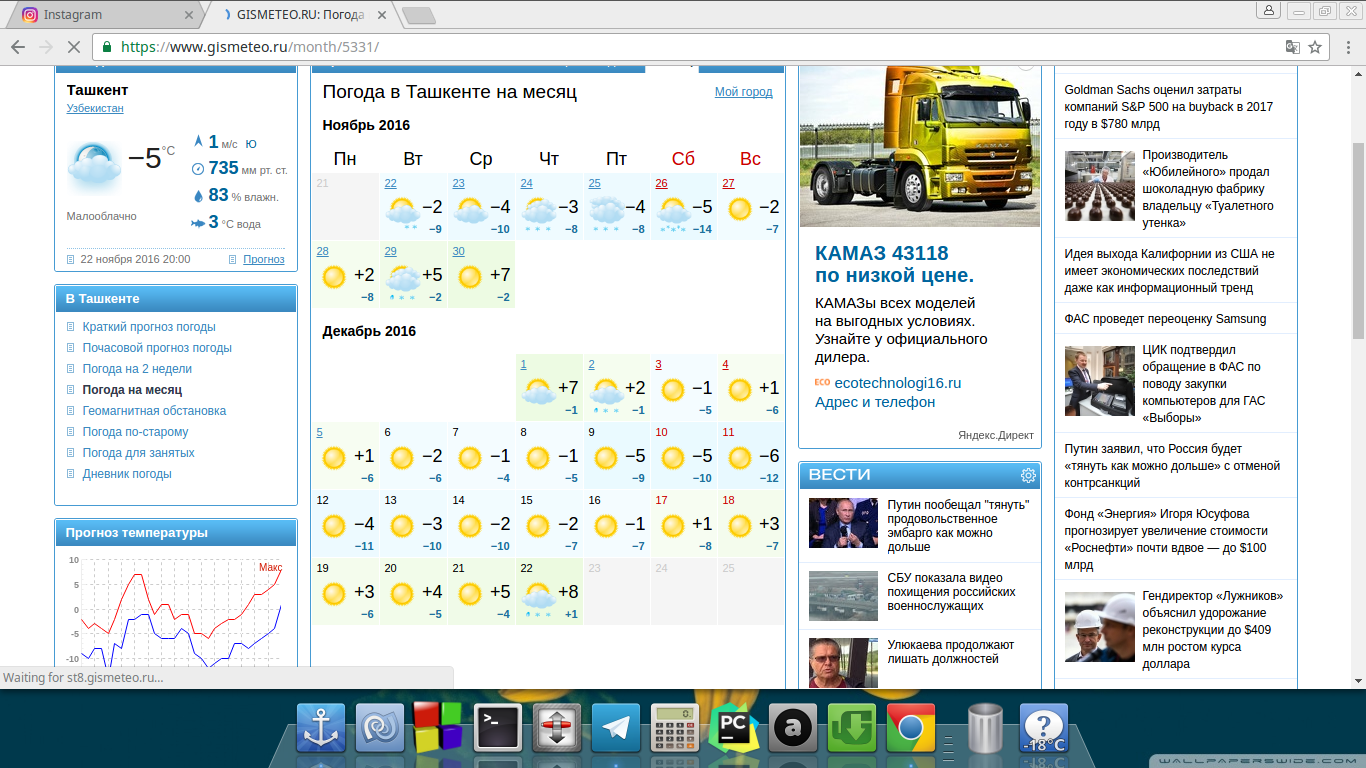 Instagram
GISMETEO.RU: Погода
https://www.gismeteo.ru/month/5331/
Ташкент
Узбекистан
−5 °C
1 м/с Ю
735 мм рт. ст.
83 % влажн.
3 °C вода
Малооблачно
22 ноября 2016 20:00
Прогноз
В Ташкенте
Краткий прогноз погоды
Почасовой прогноз погоды
Погода на 2 недели
Погода на месяц
Геомагнитная обстановка
Погода по-старому
Погода для занятых
Дневник погоды
Прогноз температуры
Макс
10
5
0
-5
-10
Waiting for st8.gismeteo.ru...
Погода в Ташкенте на месяц
Мой город
Ноябрь 2016
Пн Вт Ср Чт Пт Сб Вс
21 22 23 24 25 26 27
−2 −4 −3 −4 −5 −2
−9 −10 −8 −8 −14 −7
28 29 30
+2 +5 +7
−8 −2 −2
Декабрь 2016
1 2 3 4
+7 +2 −1 +1
−1 −1 −5 −6
5 6 7 8 9 10 11
+1 −2 −1 −1 −5 −5 −6
−6 −6 −4 −5 −9 −10 −12
12 13 14 15 16 17 18
−4 −3 −2 −2 −1 +1 +3
−11 −10 −10 −7 −7 −8 −7
19 20 21 22 23 24 25
+3 +4 +5 +8
−6 −5 −4 +1
КАМАЗ 43118
по низкой цене.
КАМАЗы всех моделей
на выгодных условиях.
Узнайте у официального
дилера.
ECO ecotechnologi16.ru
Адрес и телефон
Яндекс.Директ
ВЕСТИ
Путин пообещал "тянуть"
продовольственное
эмбарго как можно
дольше
СБУ показала видео
похищения российских
военнослужащих
Улюкаева продолжают
лишать должностей
Goldman Sachs оценил затраты
компаний S&P 500 на buyback в 2017
году в $780 млрд
Производитель
«Юбилейного» продал
шоколадную фабрику
владельцу «Туалетного
утенка»
Идея выхода Калифорнии из США не
имеет экономических последствий
даже как информационный тренд
ФАС проведет переоценку Samsung
ЦИК подтвердил
обращение в ФАС по
поводу закупки
компьютеров для ГАС
«Выборы»
Путин заявил, что Россия будет
«тянуть как можно дольше» с отменой
контрсанкций
Фонд «Энергия» Игоря Юсуфова
прогнозирует увеличение стоимости
«Роснефти» почти вдвое — до $100
млрд
Гендиректор «Лужников»
объяснил удорожание
реконструкции до $409
млн ростом курса
доллара
>_
0.
PC
a
?
-18°C
WALLPAPERSWIDE.COM